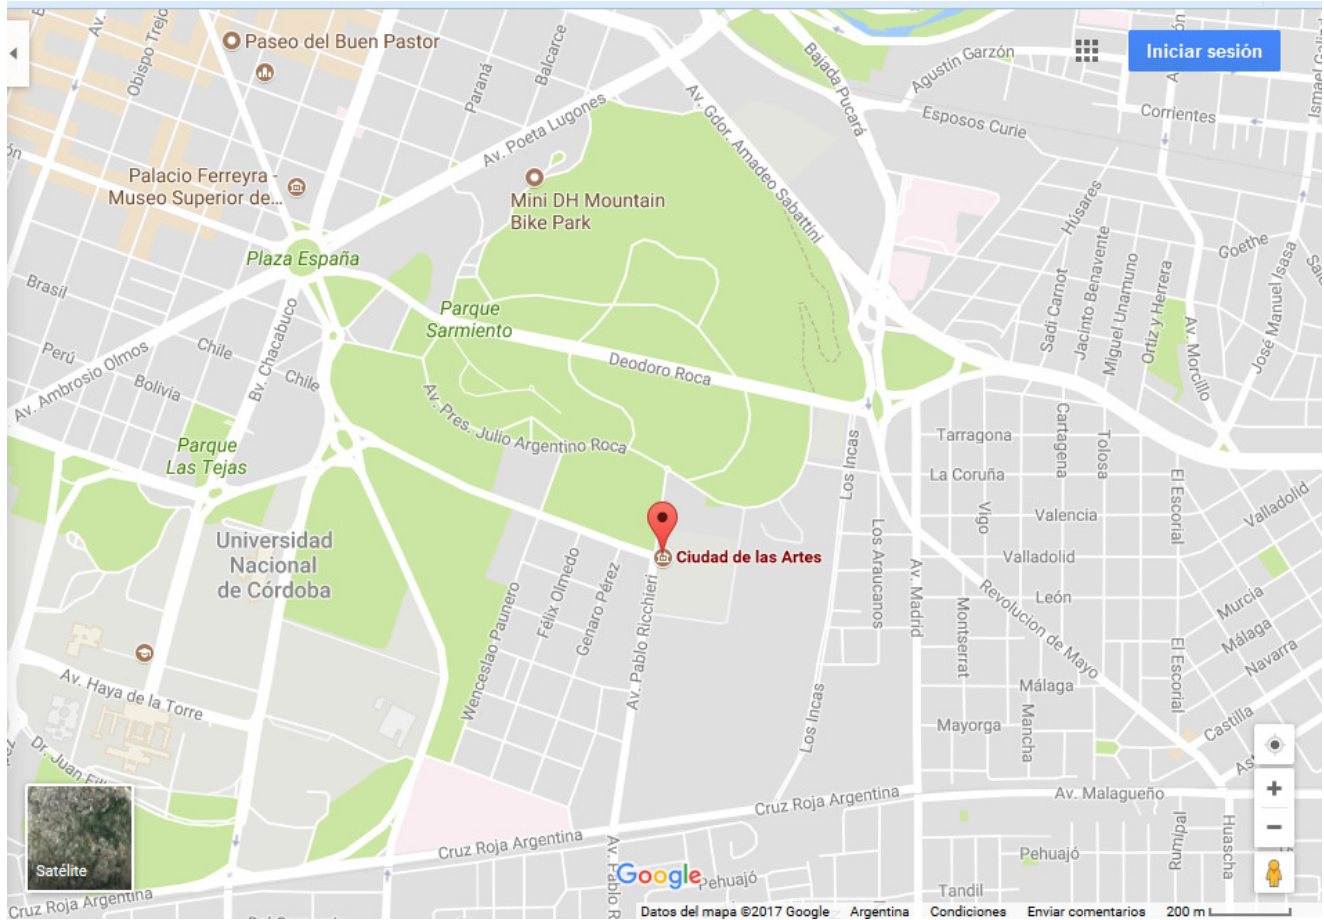 Av.
Obispo Trejo
Paseo del Buen Pastor
Paraná
Balcarce
Av. Poeta Lugones
Bajada Pucará
Agustín Garzón
Iniciar sesión
Corrientes
Esposos Curie
Av. Gdor. Amadeo Sabattini
Palacio Ferreyra -
Museo Superior de...
Mini DH Mountain
Bike Park
Húsares
Goethe
Plaza España
Brasil
Perú
Chile
Bolivia
Chile
Bv. Chacabuco
Av. Ambrosio Olmos
Parque
Sarmiento
Deodoro Roca
Sadi Carnot
Jacinto Benavente
Miguel Unamuno
Ortiz y Herrera
Av. Morcillo
José Manuel Isasa
Av. Pres. Julio Argentino Roca
Parque
Las Tejas
Los Incas
Tarragona
Cartagena
Tolosa
La Coruña
El Escorial
Valladolid
Vigo
Valencia
Universidad
Nacional
de Córdoba
Ciudad de las Artes
Los Araucanos
Av. Madrid
Valladolid
León
Murcia
Málaga
Navarra
Wenceslao Paunero
Félix Olmedo
Genaro Pérez
Av. Pablo Ricchieri
Montserrat
Revolucion de Mayo
El Escorial
Av. Haya de la Torre
Los Incas
Málaga
Mayorga
Mancha
Castilla
Cruz Roja Argentina
Av. Malagueño
Cruz Roja Argentina
Pehuajó
Rumipal
Huascha
Satélite
Google
Pehuajó
Tandil
Cruz Roja Argentina
Datos del mapa ©2017 Google Argentina Condiciones Enviar comentarios 200 m